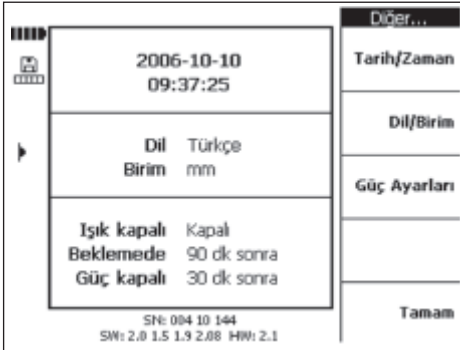 Diğer...
2006-10-10
09:37:25
Dil Türkçe
Birim mm
Işık kapalı Kapalı
Beklemede 90 dk sonra
Güç kapalı 30 dk sonra
SN: 004 10 144
SW: 2.0 1.5 1.9 2.08 HW: 2.1
Tarih/Zaman
Dil/Birim
Güç Ayarları
Tamam